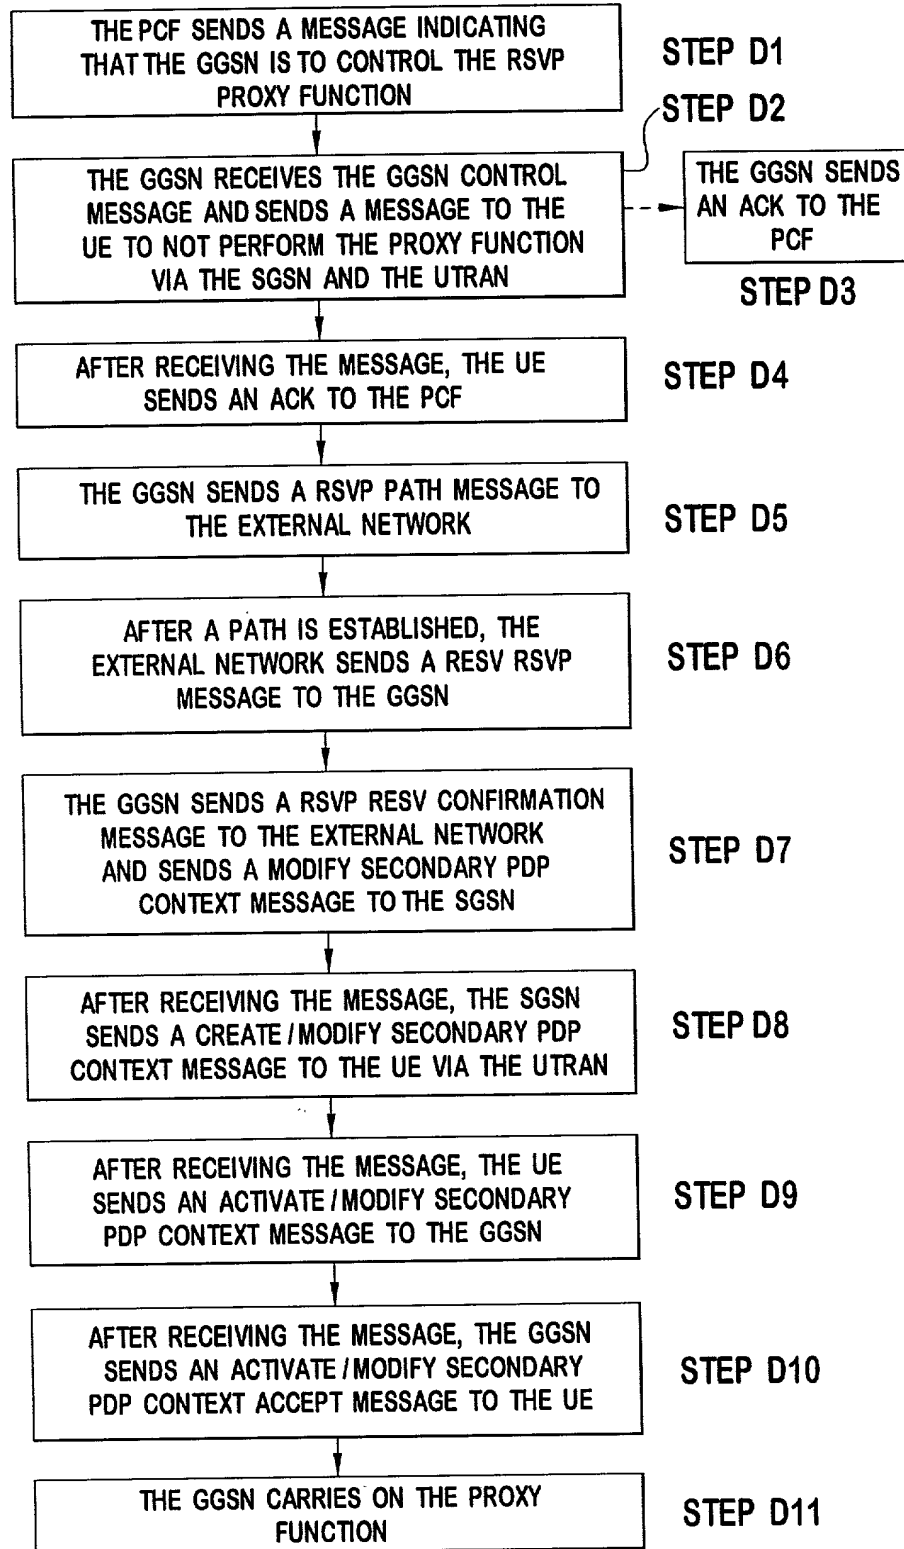 THE PCF SENDS A MESSAGE INDICATING
THAT THE GGSN IS TO CONTROL THE RSVP
PROXY FUNCTION
STEP D1
STEP D2
THE GGSN RECEIVES THE GGSN CONTROL
MESSAGE AND SENDS A MESSAGE TO THE
UE TO NOT PERFORM THE PROXY FUNCTION
VIA THE SGSN AND THE UTRAN
THE GGSN SENDS
AN ACK TO THE
PCF
STEP D3
AFTER RECEIVING THE MESSAGE, THE UE
SENDS AN ACK TO THE PCF
STEP D4
THE GGSN SENDS A RSVP PATH MESSAGE TO
THE EXTERNAL NETWORK
STEP D5
AFTER A PATH IS ESTABLISHED, THE
EXTERNAL NETWORK SENDS A RESV RSVP
MESSAGE TO THE GGSN
STEP D6
THE GGSN SENDS A RSVP RESV CONFIRMATION
MESSAGE TO THE EXTERNAL NETWORK
AND SENDS A MODIFY SECONDARY PDP
CONTEXT MESSAGE TO THE SGSN
STEP D7
AFTER RECEIVING THE MESSAGE, THE SGSN
SENDS A CREATE/MODIFY SECONDARY PDP
CONTEXT MESSAGE TO THE UE VIA THE UTRAN
STEP D8
AFTER RECEIVING THE MESSAGE, THE UE
SENDS AN ACTIVATE/MODIFY SECONDARY
PDP CONTEXT MESSAGE TO THE GGSN
STEP D9
AFTER RECEIVING THE MESSAGE, THE GGSN
SENDS AN ACTIVATE/MODIFY SECONDARY
PDP CONTEXT ACCEPT MESSAGE TO THE UE
STEP D10
THE GGSN CARRIES ON THE PROXY
FUNCTION
STEP D11